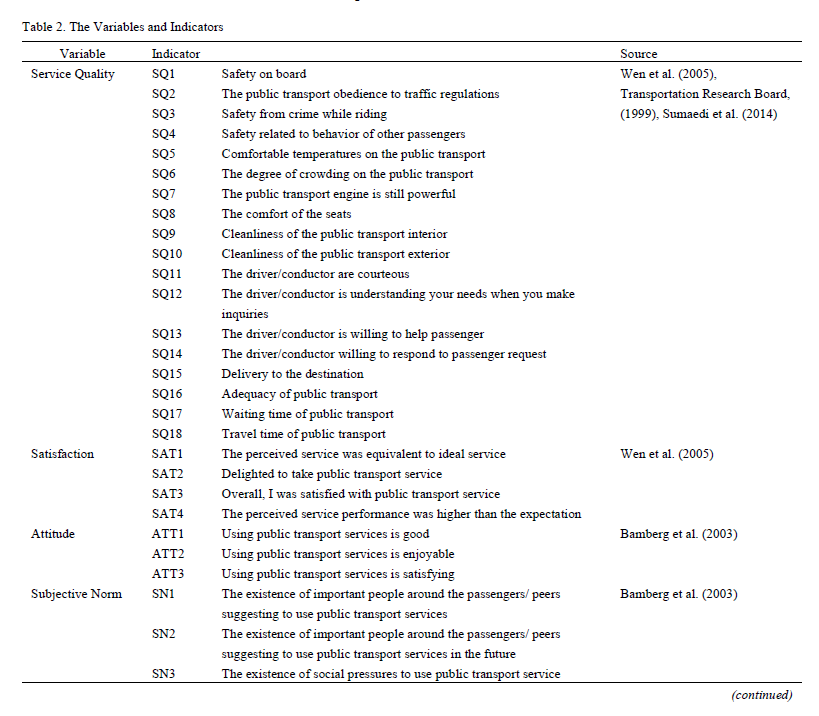 Table 2. The Variables and Indicators
Variable Indicator Source
Service Quality SQ1 Safety on board Wen et al. (2005),
SQ2 The public transport obedience to traffic regulations Transportation Research Board,
SQ3 Safety from crime while riding (1999), Sumaedi et al. (2014)
SQ4 Safety related to behavior of other passengers
SQ5 Comfortable temperatures on the public transport
SQ6 The degree of crowding on the public transport
SQ7 The public transport engine is still powerful
SQ8 The comfort of the seats
SQ9 Cleanliness of the public transport interior
SQ10 Cleanliness of the public transport exterior
SQ11 The driver/conductor are courteous
SQ12 The driver/conductor is understanding your needs when you make
inquiries
SQ13 The driver/conductor is willing to help passenger
SQ14 The driver/conductor willing to respond to passenger request
SQ15 Delivery to the destination
SQ16 Adequacy of public transport
SQ17 Waiting time of public transport
SQ18 Travel time of public transport
Satisfaction SAT1 The perceived service was equivalent to ideal service Wen et al. (2005)
SAT2 Delighted to take public transport service
SAT3 Overall, I was satisfied with public transport service
SAT4 The perceived service performance was higher than the expectation
Attitude ATT1 Using public transport services is good Bamberg et al. (2003)
ATT2 Using public transport services is enjoyable
ATT3 Using public transport services is satisfying
Subjective Norm SN1 The existence of important people around the passengers/ peers Bamberg et al. (2003)
suggesting to use public transport services
SN2 The existence of important people around the passengers/ peers
suggesting to use public transport services in the future
SN3 The existence of social pressures to use public transport service
(continued)